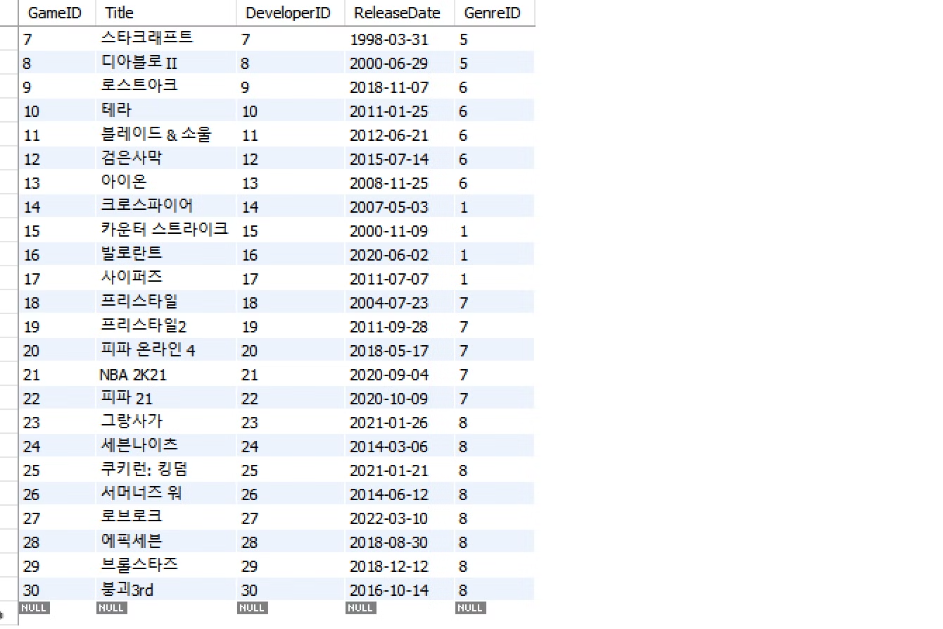 GameID Title DeveloperID ReleaseDate GenreID
7 스타크래프트 7 1998-03-31 5
8 디아블로 II 8 2000-06-29 5
9 로스트아크 9 2018-11-07 6
10 테라 10 2011-01-25 6
11 블레이드 & 소울 11 2012-06-21 6
12 검은사막 12 2015-07-14 6
13 아이온 13 2008-11-25 6
14 크로스파이어 14 2007-05-03 1
15 카운터 스트라이크 15 2000-11-09 1
16 발로란트 16 2020-06-02 1
17 사이퍼즈 17 2011-07-07 1
18 프리스타일 18 2004-07-23 7
19 프리스타일2 19 2011-09-28 7
20 피파 온라인 4 20 2018-05-17 7
21 NBA 2K21 21 2020-09-04 7
22 피파 21 22 2020-10-09 7
23 그랑사가 23 2021-01-26 8
24 세븐나이츠 24 2014-03-06 8
25 쿠키런: 킹덤 25 2021-01-21 8
26 서머너즈 워 26 2014-06-12 8
27 로브로크 27 2022-03-10 8
28 에픽세븐 28 2018-08-30 8
29 브롤스타즈 29 2018-12-12 8
30 붕괴3rd 30 2016-10-14 8
NULL NULL NULL NULL NULL